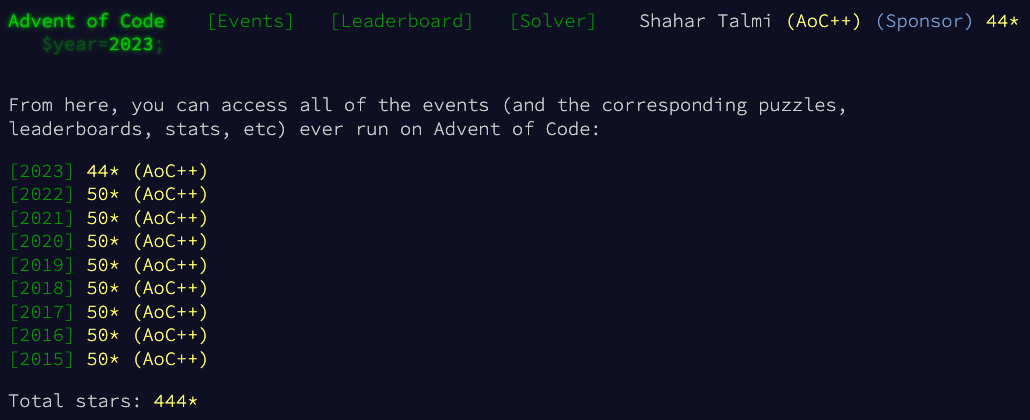 Advent of Code [Events] [Leaderboard] [Solver] Shahar Talmi (AoC++) (Sponsor) 44*
$year=2023;
From here, you can access all of the events (and the corresponding puzzles,
leaderboards, stats, etc) ever run on Advent of Code:
[2023] 44* (AoC++)
[2022] 50* (AoC++)
[2021] 50* (AoC++)
[2020] 50* (AoC++)
[2019] 50* (AoC++)
[2018] 50* (AoC++)
[2017] 50* (AoC++)
[2016] 50* (AoC++)
[2015] 50* (AoC++)
Total stars: 444*